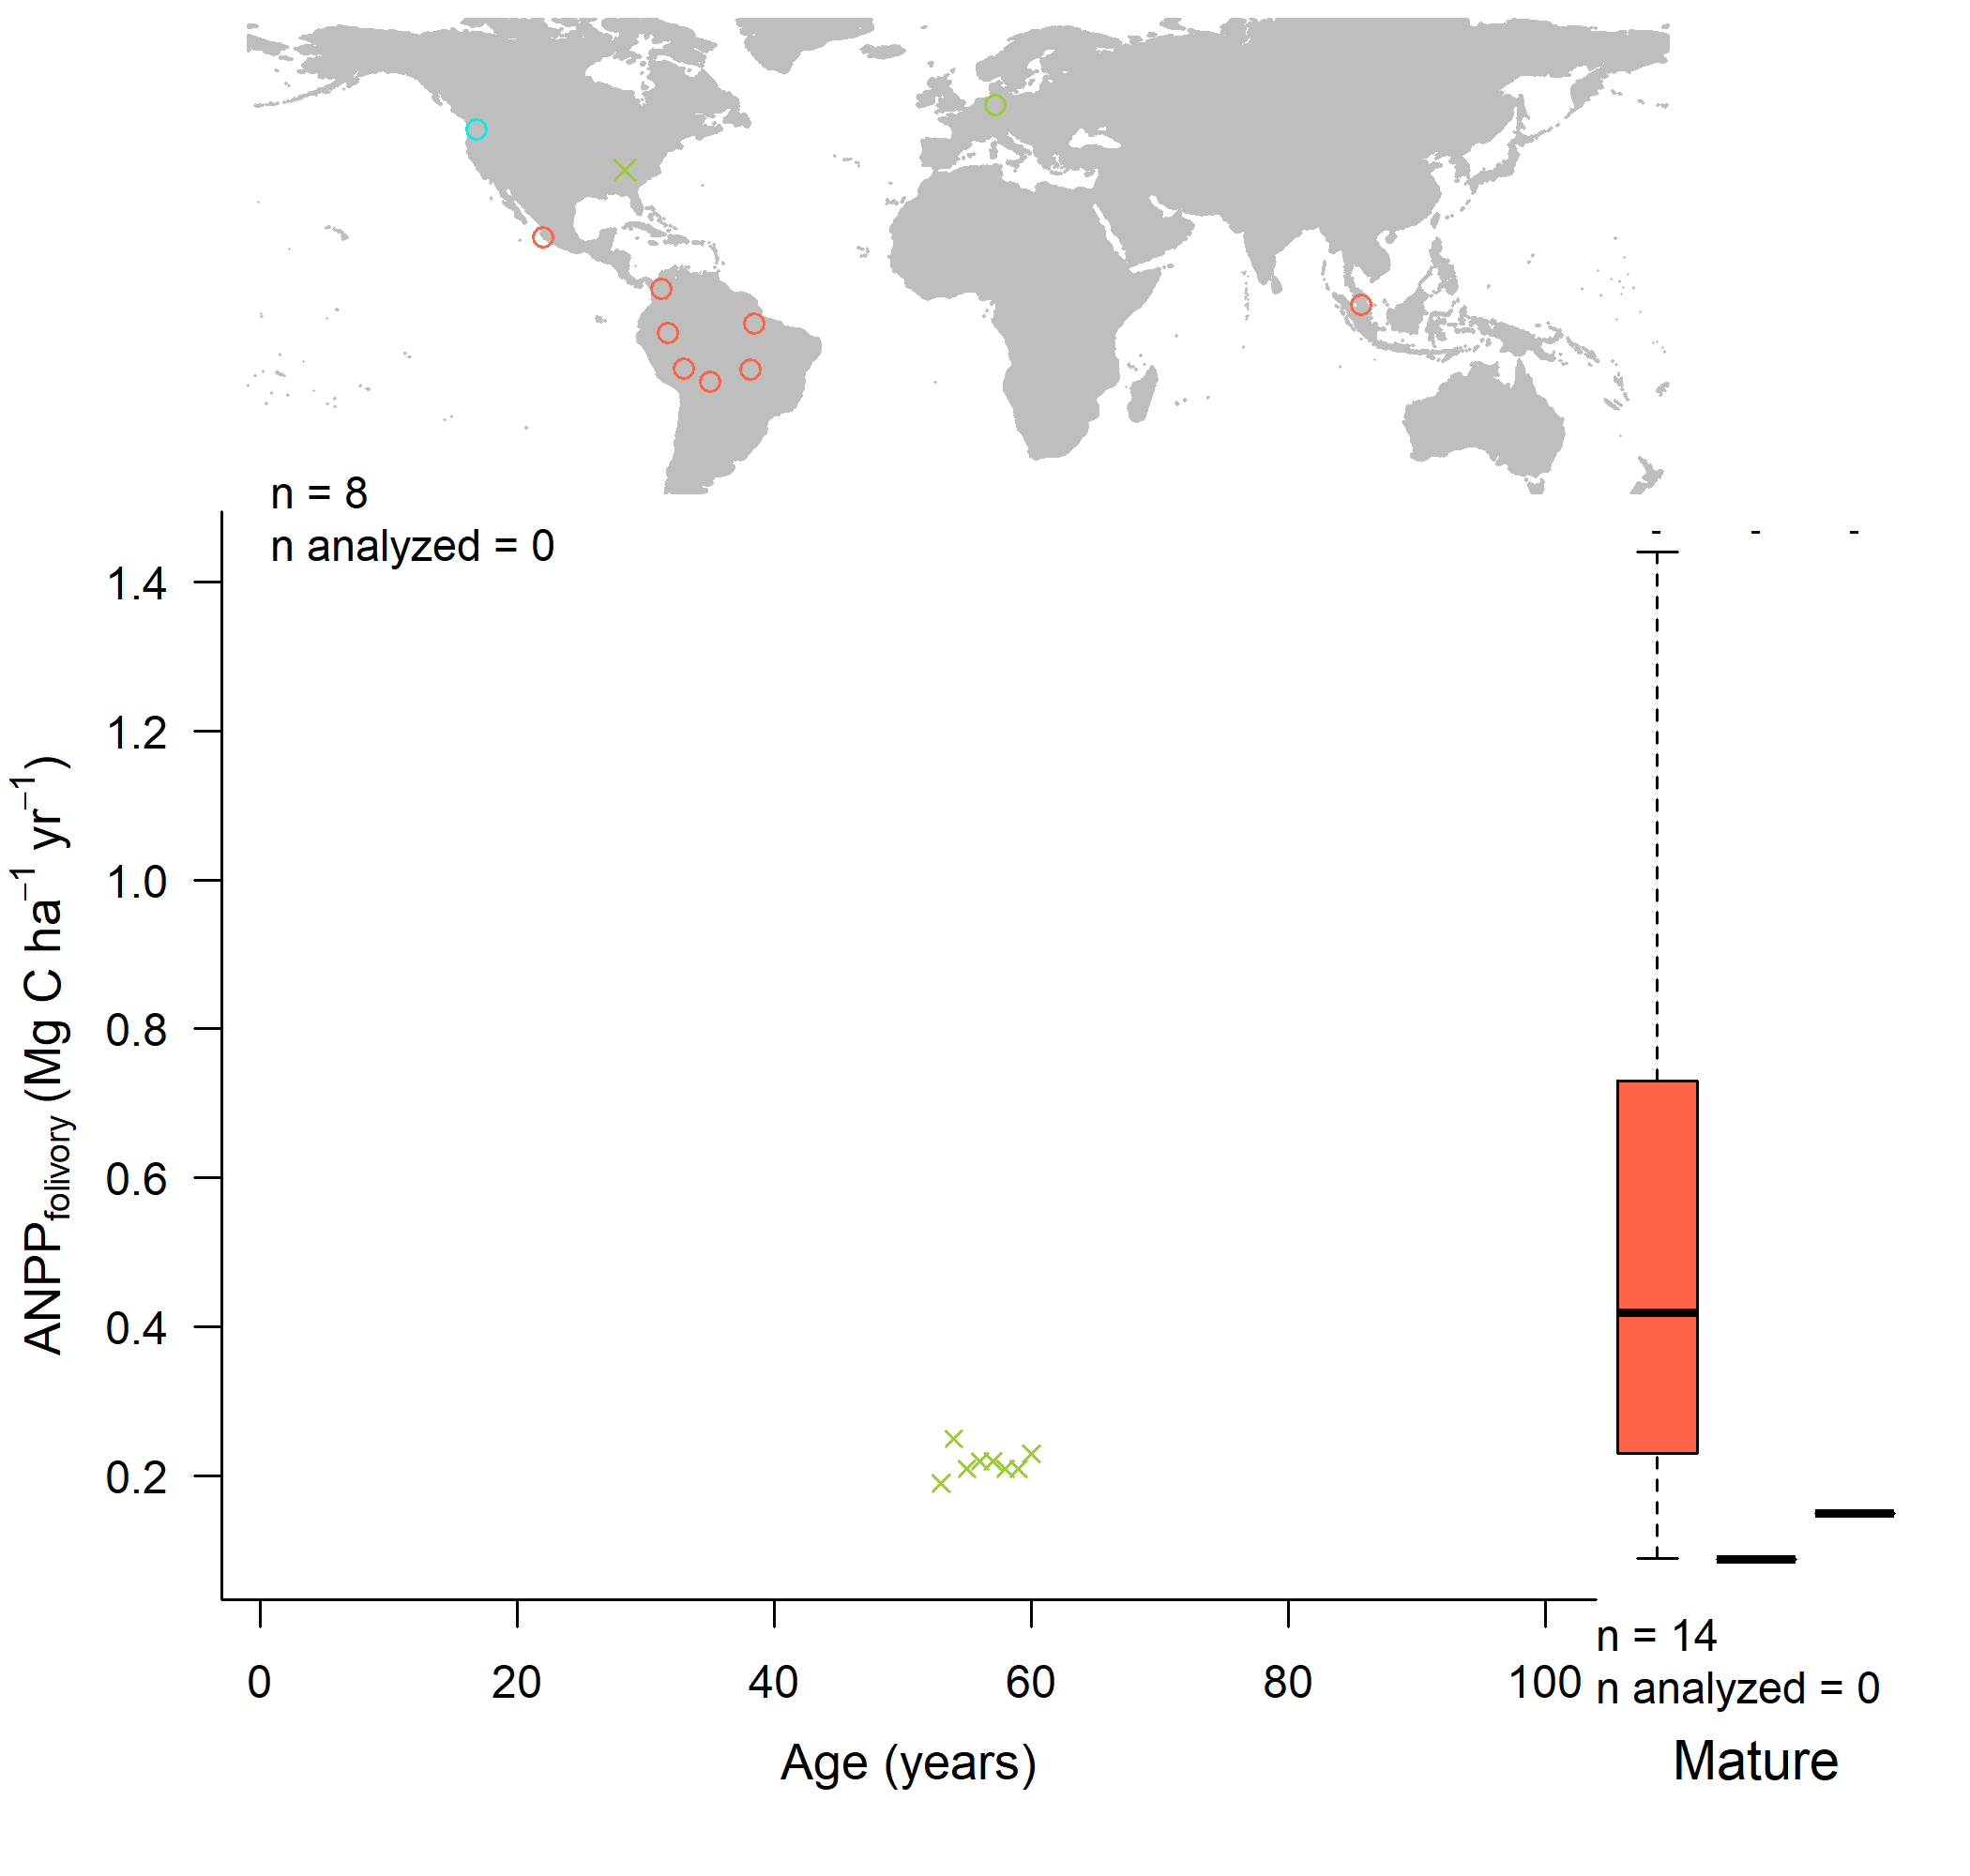 n = 8
n analyzed = 0
- - -
1.4
1.2
1.0
0.8
0.6
0.4
0.2
ANPPfolivory (Mg C ha−1 yr−1)
0 20 40 60 80 100
n = 14
n analyzed = 0
Age (years)
Mature